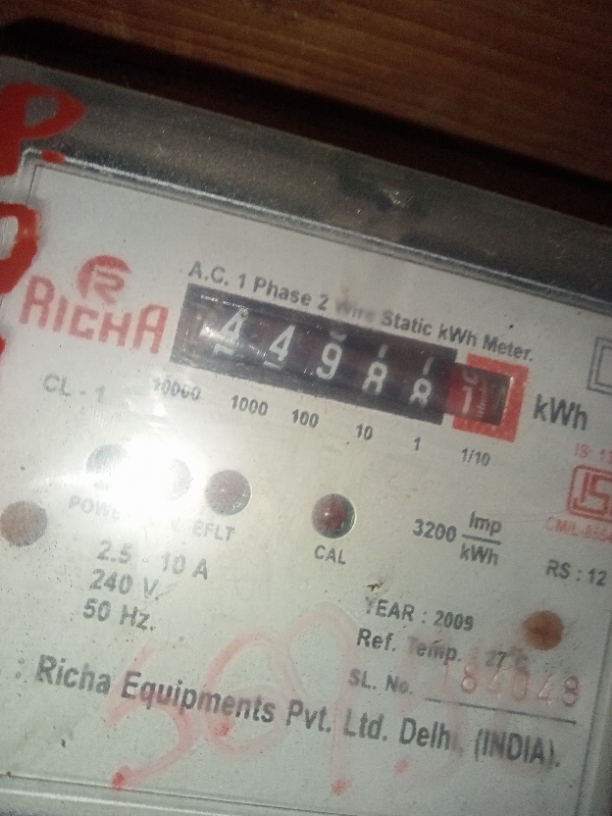 RICHA
A.C. 1 Phase 2 Wire Static kWh Meter.
4 4 9 8 8 1 kWh
CL - 1 10000 1000 100 10 1 1/10
CAL
3200 Imp/kWh
2.5 - 10 A
240 V.
50 Hz.
RS : 12
YEAR : 2009
Ref. Temp. 27°C
SL. No. 184048
: Richa Equipments Pvt. Ltd. Delhi, (INDIA).